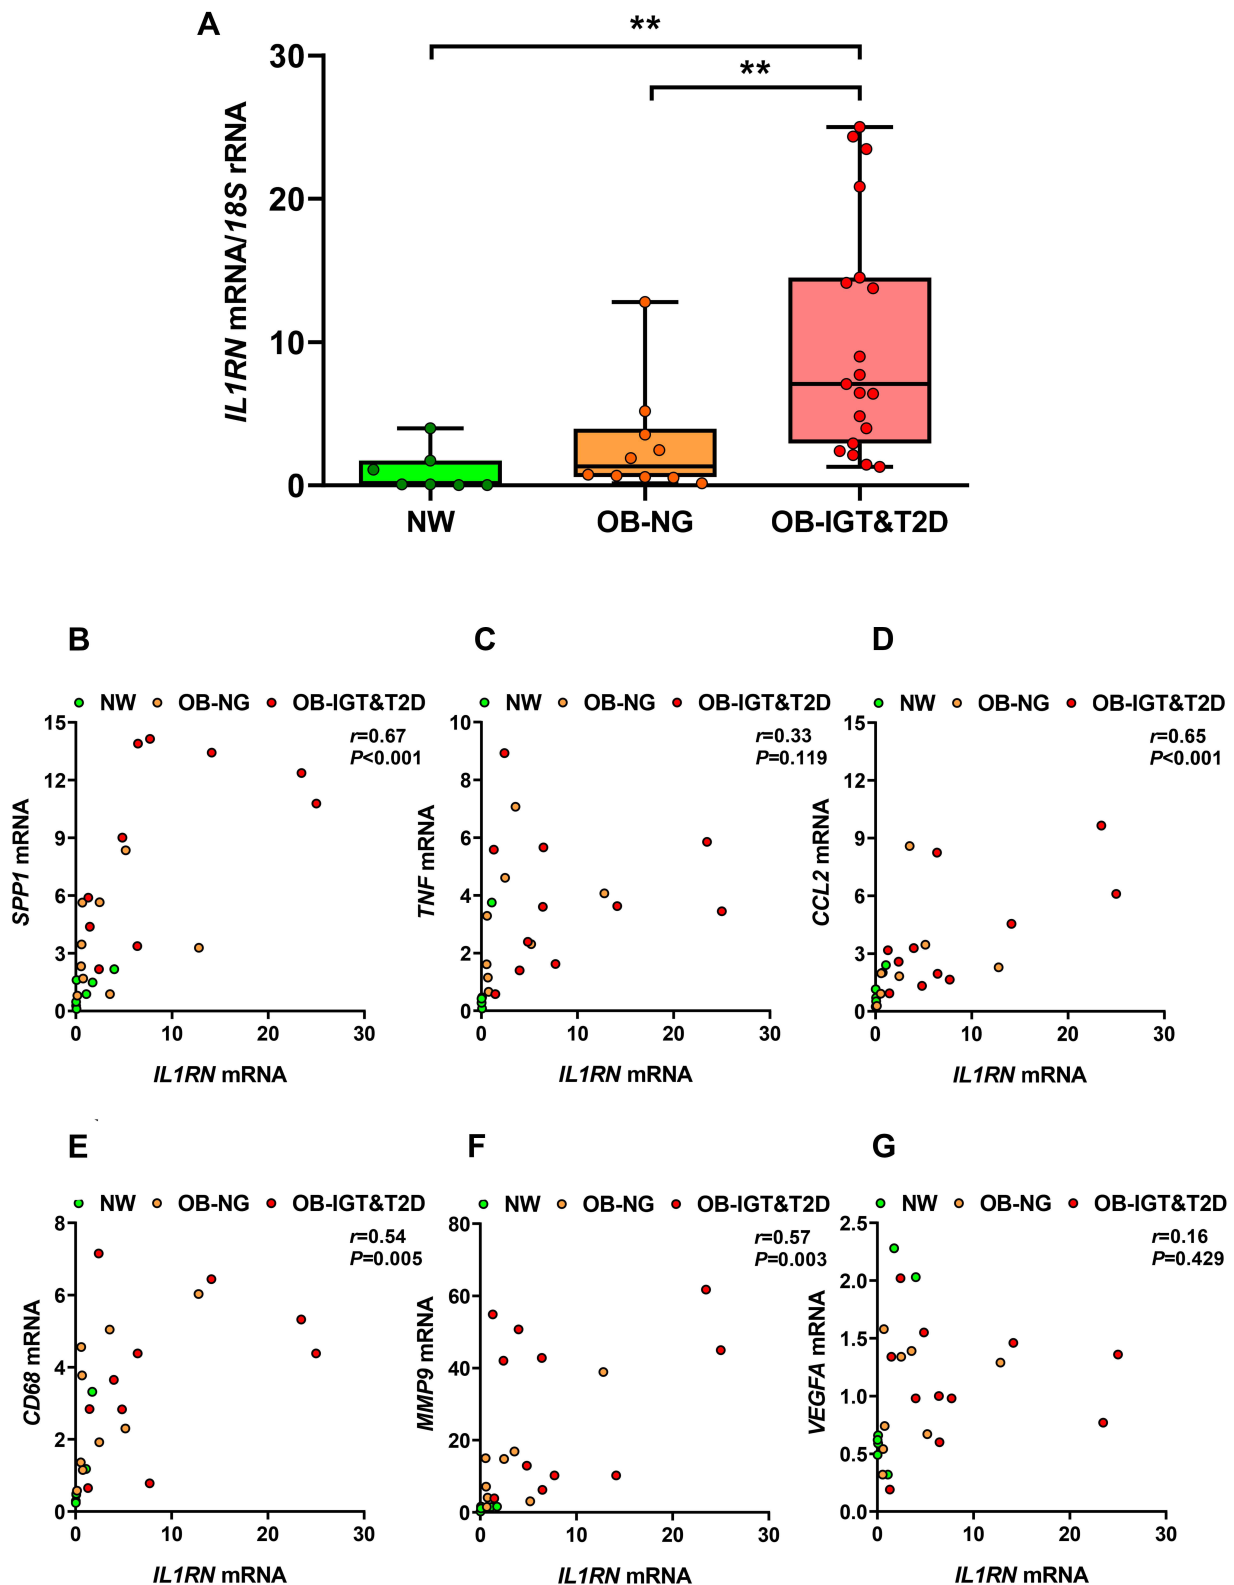 A
**
**
30
20
10
0
IL1RN mRNA/18S rRNA
NW
OB-NG
OB-IGT&T2D
B
NW OB-NG OB-IGT&T2D
r=0.67
P<0.001
15
12
9
6
3
0
SPP1 mRNA
0 10 20 30
IL1RN mRNA
C
NW OB-NG OB-IGT&T2D
r=0.33
P=0.119
10
8
6
4
2
0
TNF mRNA
0 10 20 30
IL1RN mRNA
D
NW OB-NG OB-IGT&T2D
r=0.65
P<0.001
15
12
9
6
3
0
CCL2 mRNA
0 10 20 30
IL1RN mRNA
E
NW OB-NG OB-IGT&T2D
r=0.54
P=0.005
8
6
4
2
0
CD68 mRNA
0 10 20 30
IL1RN mRNA
F
NW OB-NG OB-IGT&T2D
r=0.57
P=0.003
80
60
40
20
0
MMP9 mRNA
0 10 20 30
IL1RN mRNA
G
NW OB-NG OB-IGT&T2D
r=0.16
P=0.429
2.5
2.0
1.5
1.0
0.5
0.0
VEGFA mRNA
0 10 20 30
IL1RN mRNA